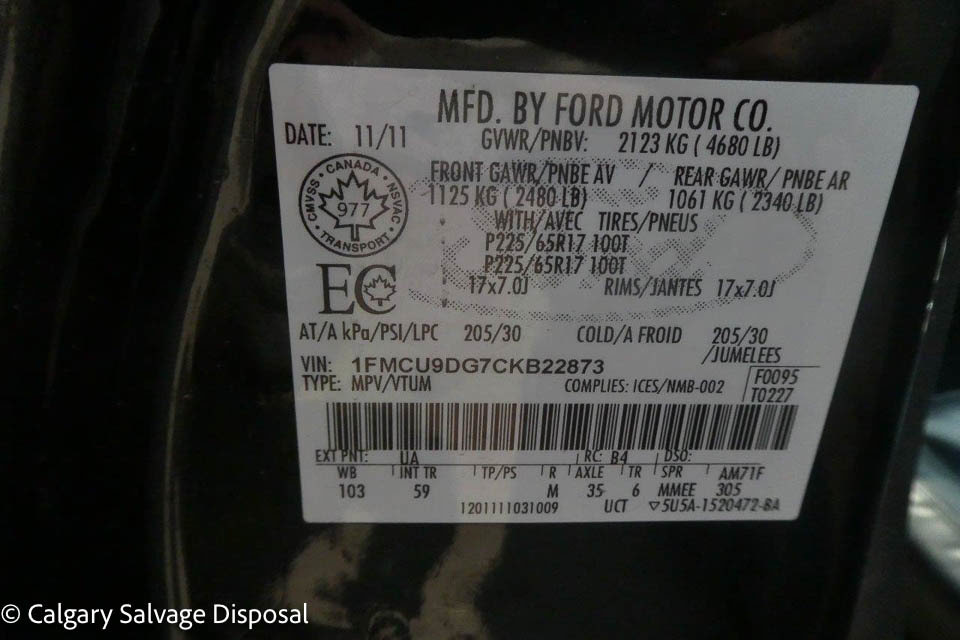 MFD. BY FORD MOTOR CO.
DATE: 11/11
GVWR/PNBV: 2123 KG ( 4680 LB)
FRONT GAWR/PNBE AV / REAR GAWR/ PNBE AR
1125 KG ( 2480 LB) 1061 KG ( 2340 LB)
WITH/AVEC TIRES/PNEUS
P225/65R17 100T
P225/65R17 100T
17x7.0J RIMS/JANTES 17x7.0J
CANADA
CMVSS NSVAC
977
TRANSPORT
EC
AT/A kPa/PSI/LPC 205/30 COLD/A FROID 205/30
/JUMELEES
VIN: 1FMCU9DG7CKB22873
TYPE: MPV/VTUM COMPLIES: ICES/NMB-002
F0095
T0227
EXT PNT: UA RC: B4 DSO:
WB INT TR TP/PS R AXLE TR SPR AM71F
103 59 M 35 6 MMEE 305
1201111031009 UCT ▽5U5A-1520472-BA
© Calgary Salvage Disposal